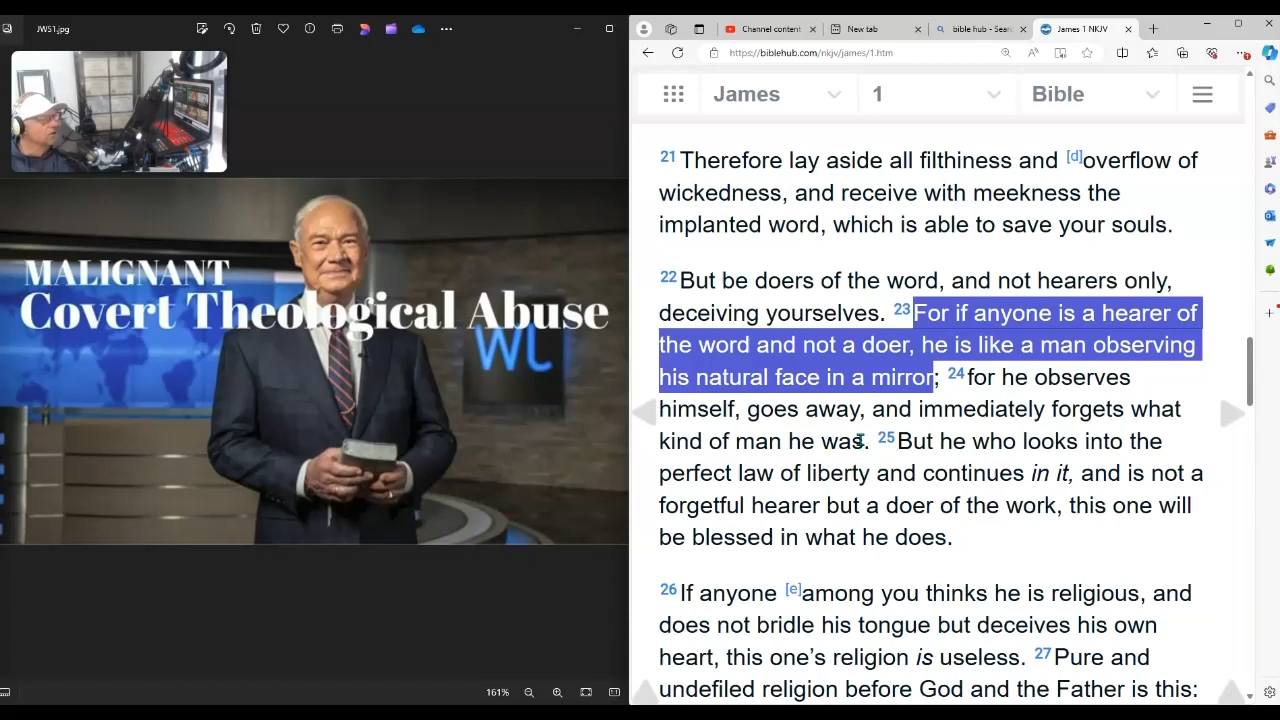 JWS1.jpg
MALIGNANT
Covert Theological Abuse
WL
161%
Channel content
New tab
bible hub - Searc
James 1 NKJV
https://biblehub.com/nkjv/james/1.htm
James 1 Bible
21 Therefore lay aside all filthiness and [d]overflow of
wickedness, and receive with meekness the
implanted word, which is able to save your souls.
22 But be doers of the word, and not hearers only,
deceiving yourselves. 23 For if anyone is a hearer of
the word and not a doer, he is like a man observing
his natural face in a mirror; 24 for he observes
himself, goes away, and immediately forgets what
kind of man he was. 25 But he who looks into the
perfect law of liberty and continues in it, and is not a
forgetful hearer but a doer of the work, this one will
be blessed in what he does.
26 If anyone [e]among you thinks he is religious, and
does not bridle his tongue but deceives his own
heart, this one’s religion is useless. 27 Pure and
undefiled religion before God and the Father is this: